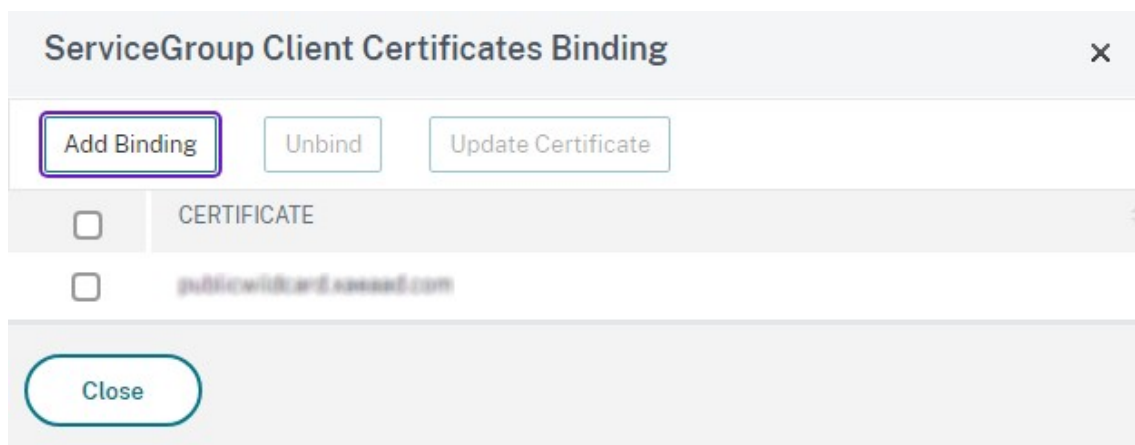 ServiceGroup Client Certificates Binding
Add Binding
Unbind
Update Certificate
CERTIFICATE
Close